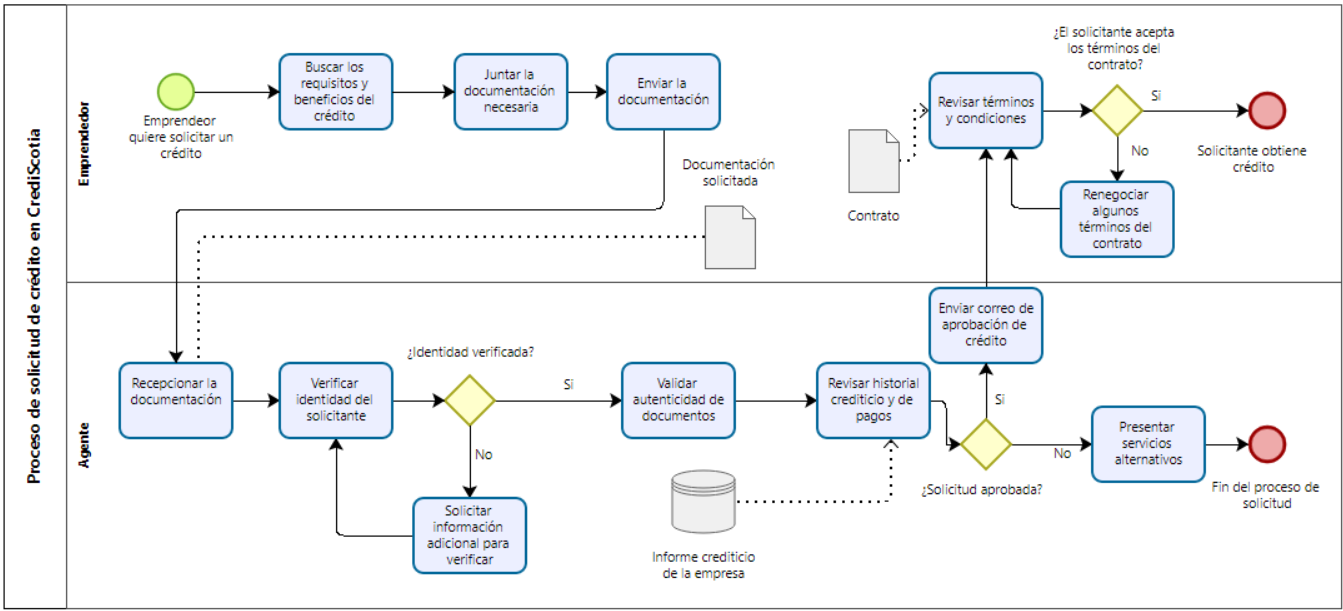 Proceso de solicitud de crédito en CrediScotia
Emprendedor
Emprendeor
quiere solicitar un
crédito
Buscar los
requisitos y
beneficios del
crédito
Juntar la
documentación
necesaria
Enviar la
documentación
Documentación
solicitada
Contrato
Revisar términos
y condiciones
¿El solicitante acepta
los términos del
contrato?
Sí
Solicitante obtiene
crédito
No
Renegociar
algunos
términos del
contrato
Agente
Recepcionar la
documentación
Verificar
identidad del
solicitante
¿Identidad verificada?
Sí
No
Solicitar
información
adicional para
verificar
Validar
autenticidad de
documentos
Informe crediticio
de la empresa
Revisar historial
crediticio y de
pagos
¿Solicitud aprobada?
Sí
Enviar correo de
aprobación de
crédito
No
Presentar
servicios
alternativos
Fin del proceso de
solicitud